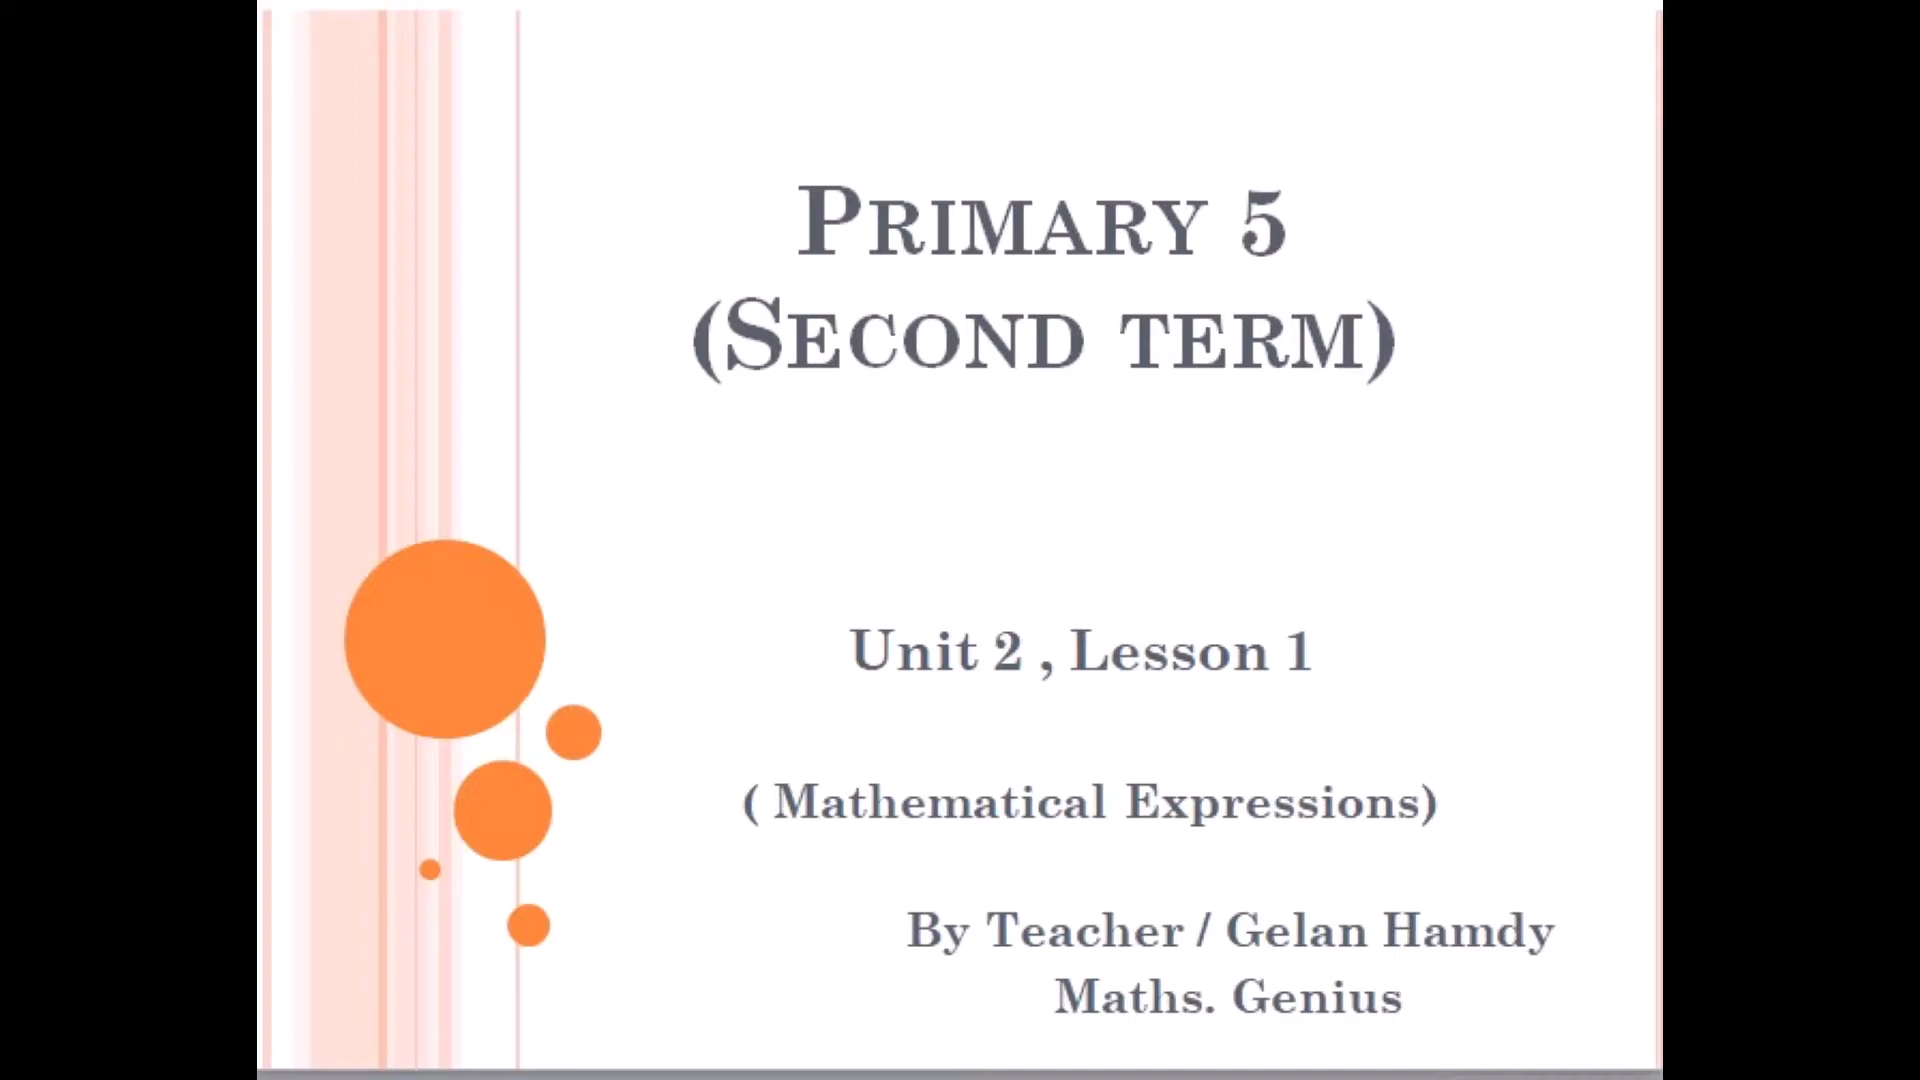 PRIMARY 5
(SECOND TERM)
Unit 2 , Lesson 1
( Mathematical Expressions)
By Teacher / Gelan Hamdy
Maths. Genius